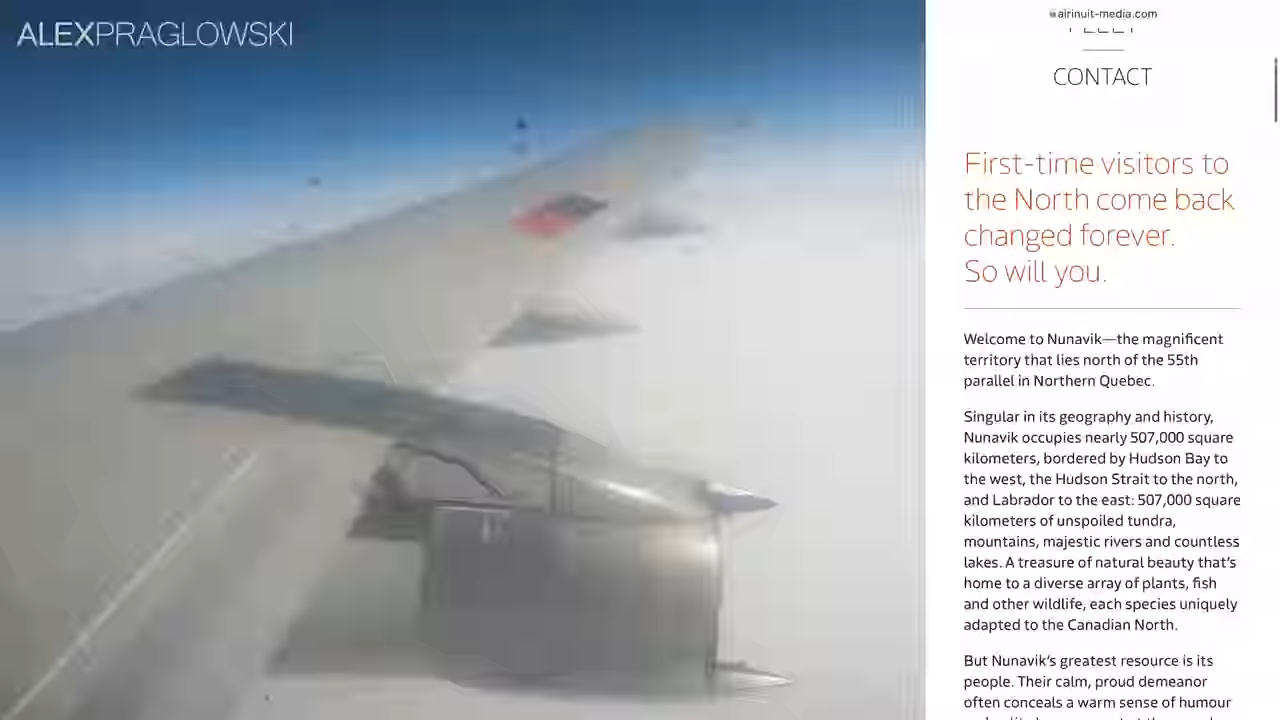 ALEXPRAGLOWSKI
airinuit-media.com
CONTACT
First-time visitors to
the North come back
changed forever.
So will you.
Welcome to Nunavik—the magnificent
territory that lies north of the 55th
parallel in Northern Quebec.
Singular in its geography and history,
Nunavik occupies nearly 507,000 square
kilometers, bordered by Hudson Bay to
the west, the Hudson Strait to the north,
and Labrador to the east: 507,000 square
kilometers of unspoiled tundra,
mountains, majestic rivers and countless
lakes. A treasure of natural beauty that's
home to a diverse array of plants, fish
and other wildlife, each species uniquely
adapted to the Canadian North.
But Nunavik's greatest resource is its
people. Their calm, proud demeanor
often conceals a warm sense of humour